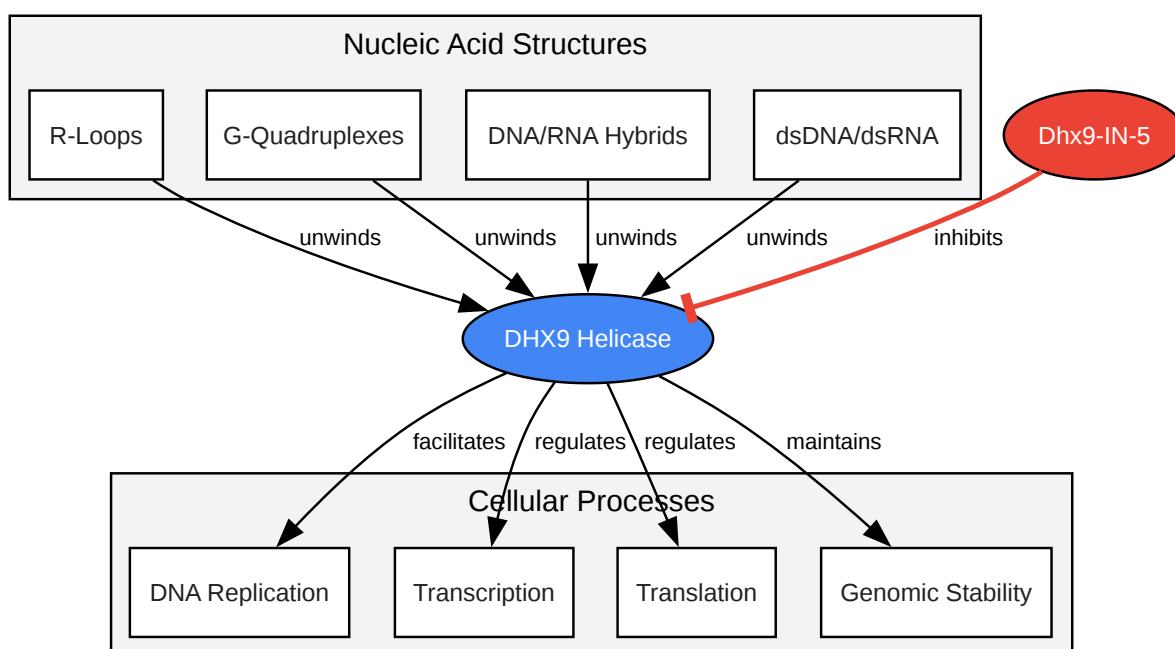 Nucleic Acid Structures
R-Loops
G-Quadruplexes
DNA/RNA Hybrids
dsDNA/dsRNA
Dhx9-IN-5
unwinds
unwinds
unwinds
unwinds
inhibits
DHX9 Helicase
facilitates
regulates
regulates
maintains
Cellular Processes
DNA Replication
Transcription
Translation
Genomic Stability